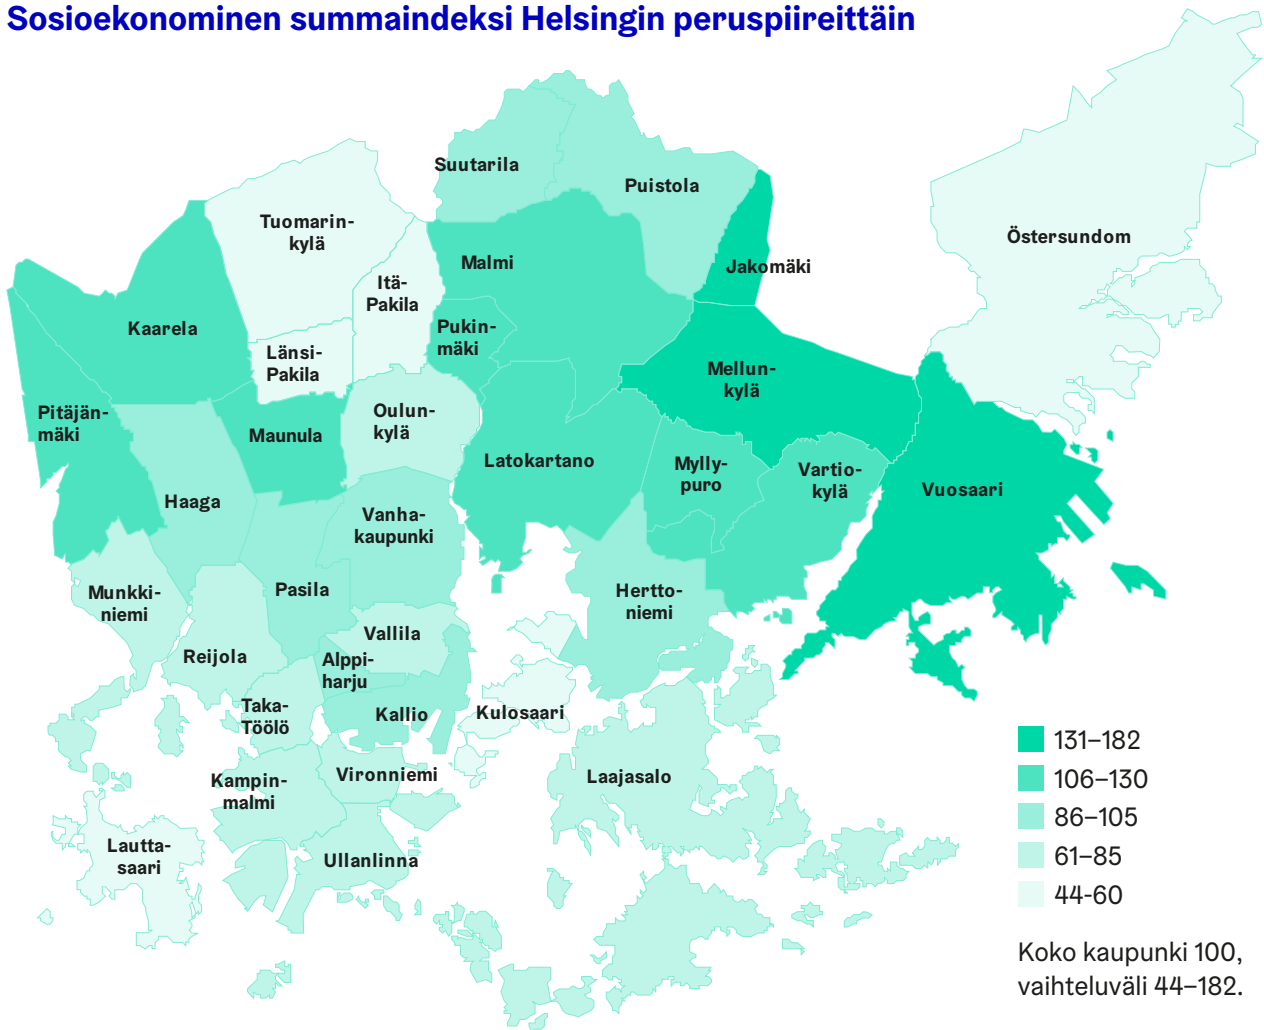 Sosioekonominen summaindeksi Helsingin peruspiireittäin
Suutarila
Puistola
Tuomarin-
kylä
Östersundom
Malmi
Jakomäki
Itä-
Pakila
Kaarela
Pukin-
mäki
Länsi-
Pakila
Mellun-
kylä
Pitäjän-
mäki
Oulun-
kylä
Maunula
Latokartano
Mylly-
puro
Vartio-
kylä
Vuosaari
Haaga
Vanha-
kaupunki
Munkki-
niemi
Pasila
Hertto-
niemi
Vallila
Reijola
Alppi-
harju
Taka-
Töölö
Kallio
Kulosaari
Vironniemi
Laajasalo
Kampin-
malmi
Lautta-
saari
Ullanlinna
131–182
106–130
86–105
61–85
44-60
Koko kaupunki 100,
vaihteluväli 44–182.